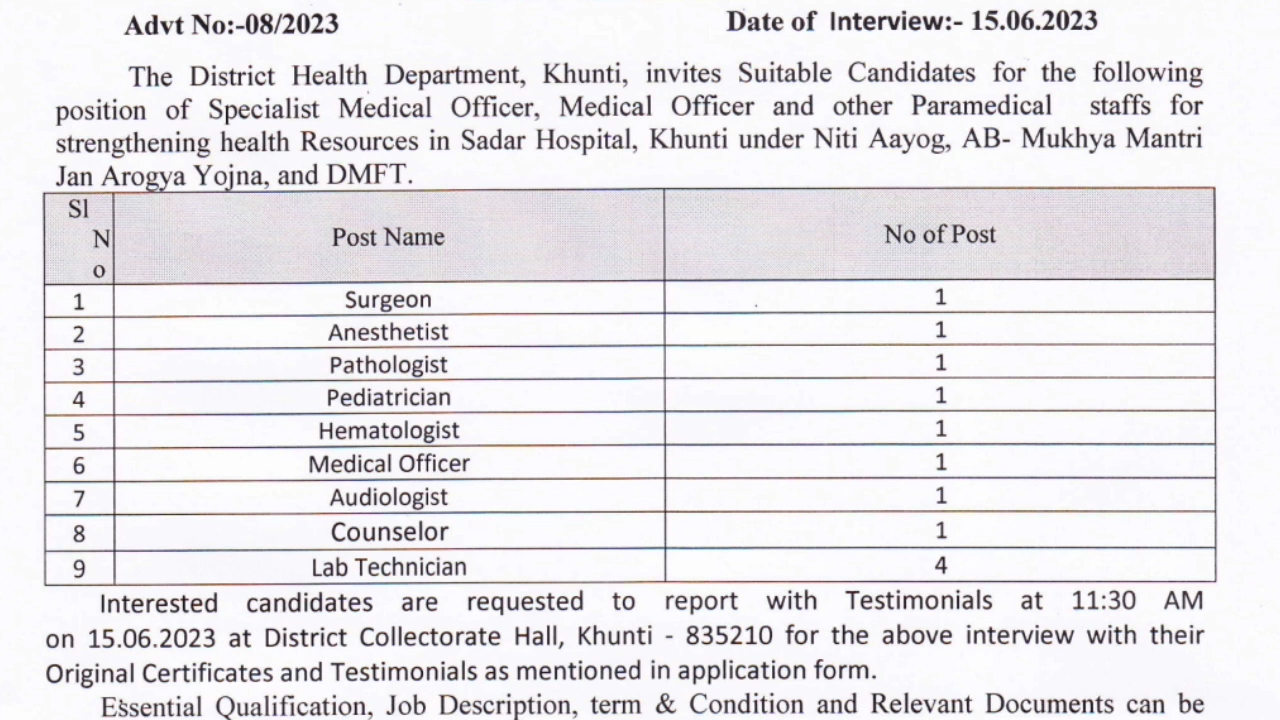 Advt No:-08/2023 Date of Interview:- 15.06.2023
The District Health Department, Khunti, invites Suitable Candidates for the following
position of Specialist Medical Officer, Medical Officer and other Paramedical staffs for
strengthening health Resources in Sadar Hospital, Khunti under Niti Aayog, AB- Mukhya Mantri
Jan Arogya Yojna, and DMFT.
Sl
N
o
Post Name No of Post
1 Surgeon 1
2 Anesthetist 1
3 Pathologist 1
4 Pediatrician 1
5 Hematologist 1
6 Medical Officer 1
7 Audiologist 1
8 Counselor 1
9 Lab Technician 4
Interested candidates are requested to report with Testimonials at 11:30 AM
on 15.06.2023 at District Collectorate Hall, Khunti - 835210 for the above interview with their
Original Certificates and Testimonials as mentioned in application form.
Essential Qualification, Job Description, term & Condition and Relevant Documents can be